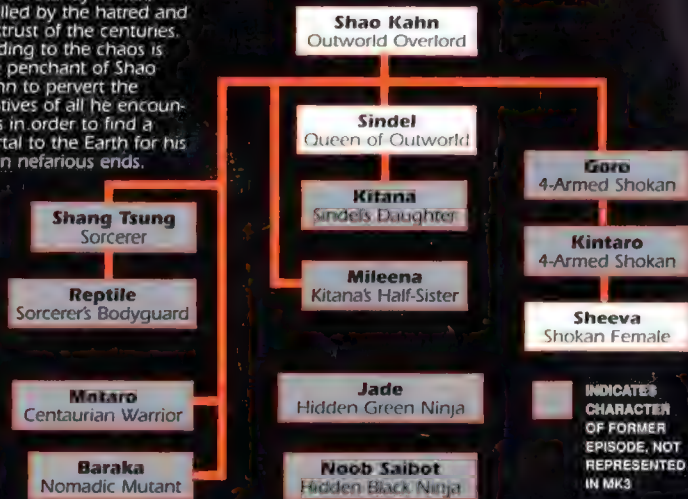 lled by the hatred and
trust of the centuries.
ding to the chaos is
penchant of Shao
hn to pervert the
tives of all he encoun-
s in order to find a
tal to the Earth for his
n nefarious ends.
Shao Kahn
Outworld Overlord
Sindel
Queen of Outworld
Kitana
Sindel's Daughter
Mileena
Kitana's Half-Sister
Goro
4-Armed Shokan
Kintaro
4-Armed Shokan
Sheeva
Shokan Female
Shang Tsung
Sorcerer
Reptile
Sorcerer's Bodyguard
Motaro
Centaurian Warrior
Baraka
Nomadic Mutant
Jade
Hidden Green Ninja
Noob Saibot
Hidden Black Ninja
INDICATES
CHARACTER
OF FORMER
EPISODE, NOT
REPRESENTED
IN MK3